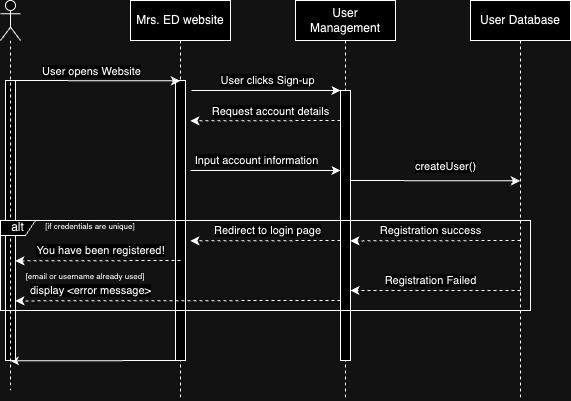 Mrs. ED website
User
Management
User Database
User opens Website
User clicks Sign-up
Request account details
Input account information
createUser()
alt
[if credentials are unique]
Redirect to login page
Registration success
You have been registered!
[email or username already used]
Registration Failed
display <error message>